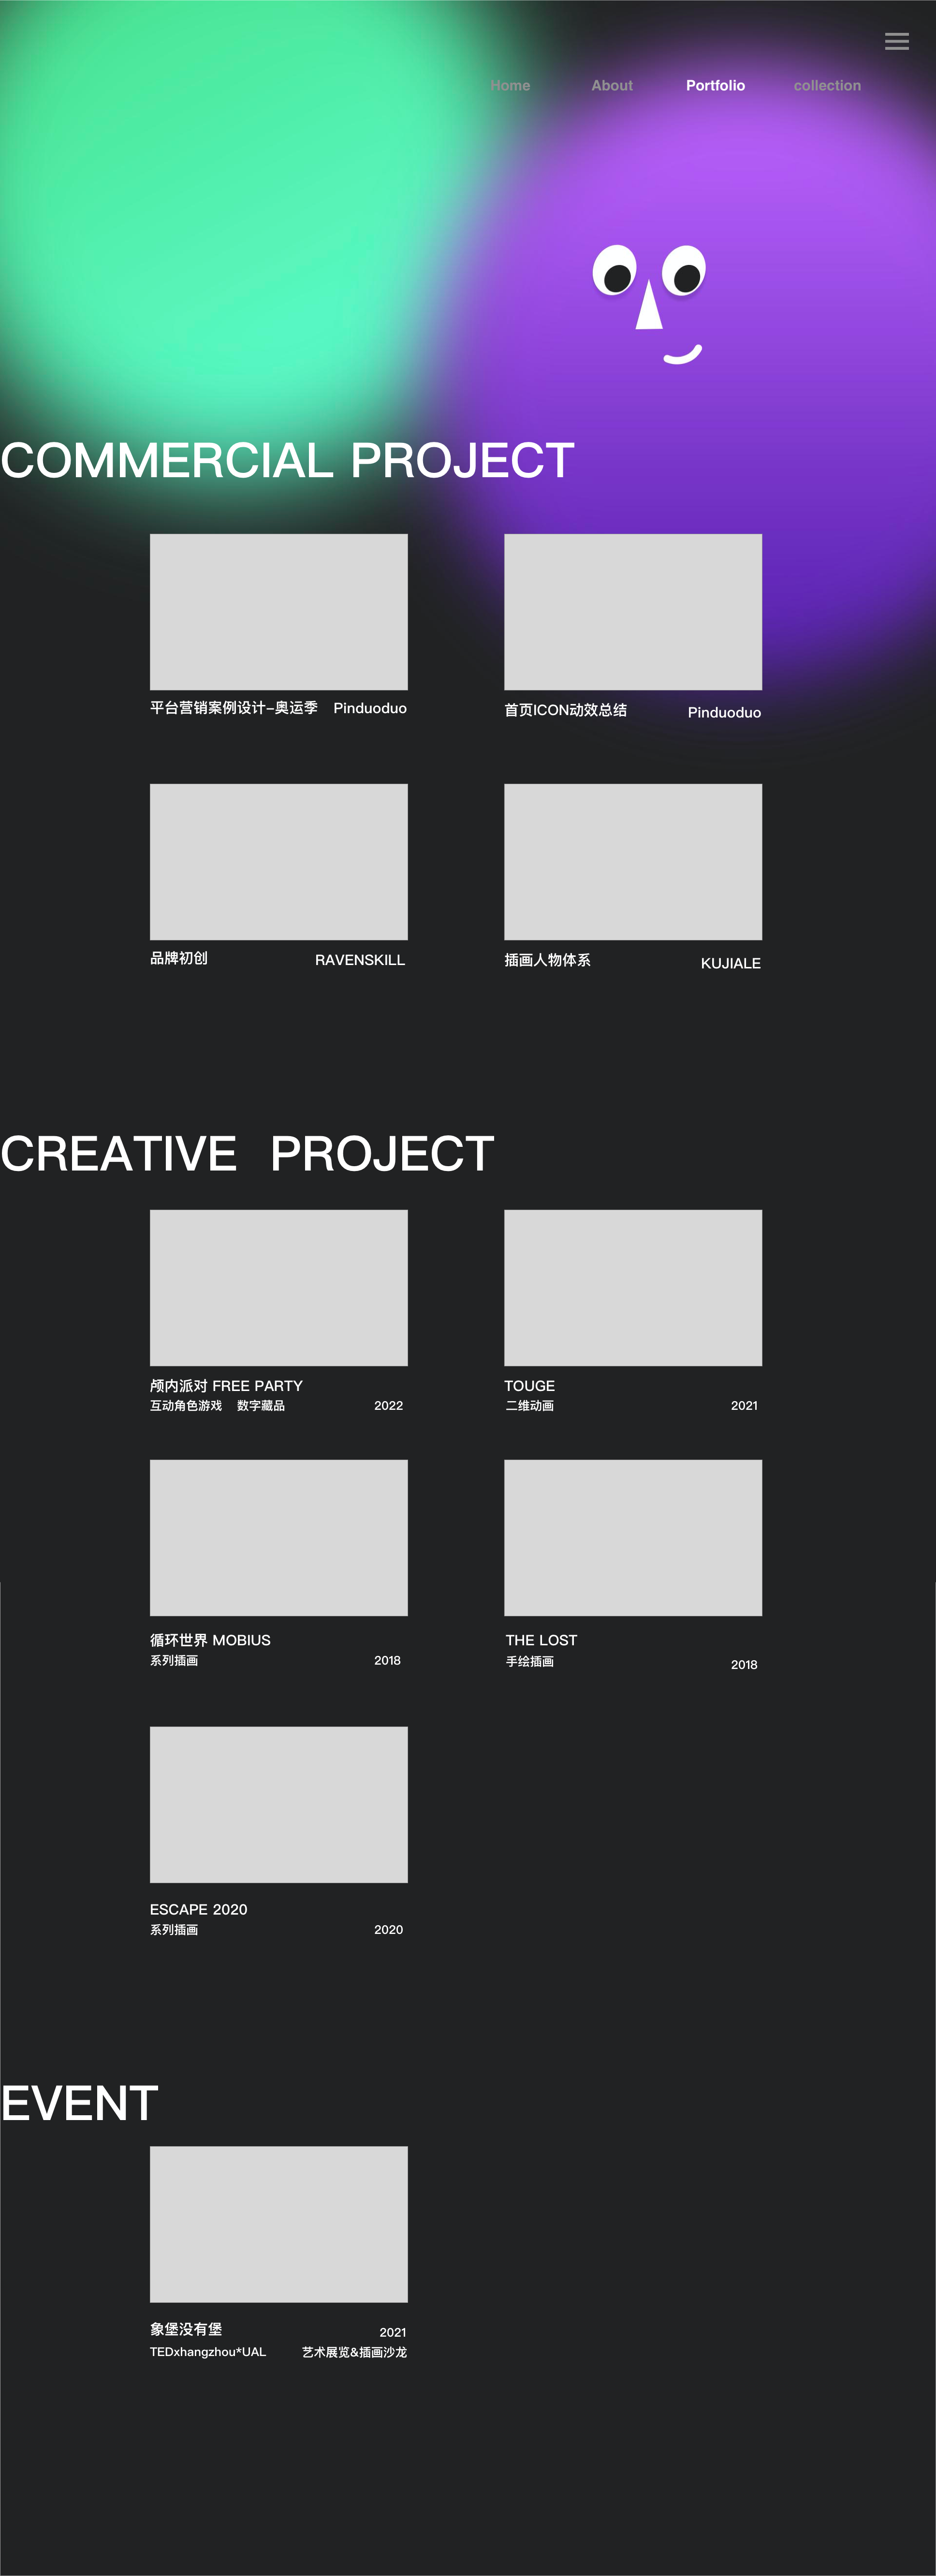 Home About Portfolio collection
COMMERCIAL PROJECT
平台营销案例设计-奥运季 Pinduoduo
首页ICON动效总结 Pinduoduo
品牌初创 RAVENSKILL
插画人物体系 KUJIALE
CREATIVE PROJECT
颅内派对 FREE PARTY
互动角色游戏 数字藏品 2022
TOUGE
二维动画 2021
循环世界 MOBIUS
系列插画 2018
THE LOST
手绘插画 2018
ESCAPE 2020
系列插画 2020
EVENT
象堡没有堡 2021
TEDxhangzhou*UAL 艺术展览&插画沙龙